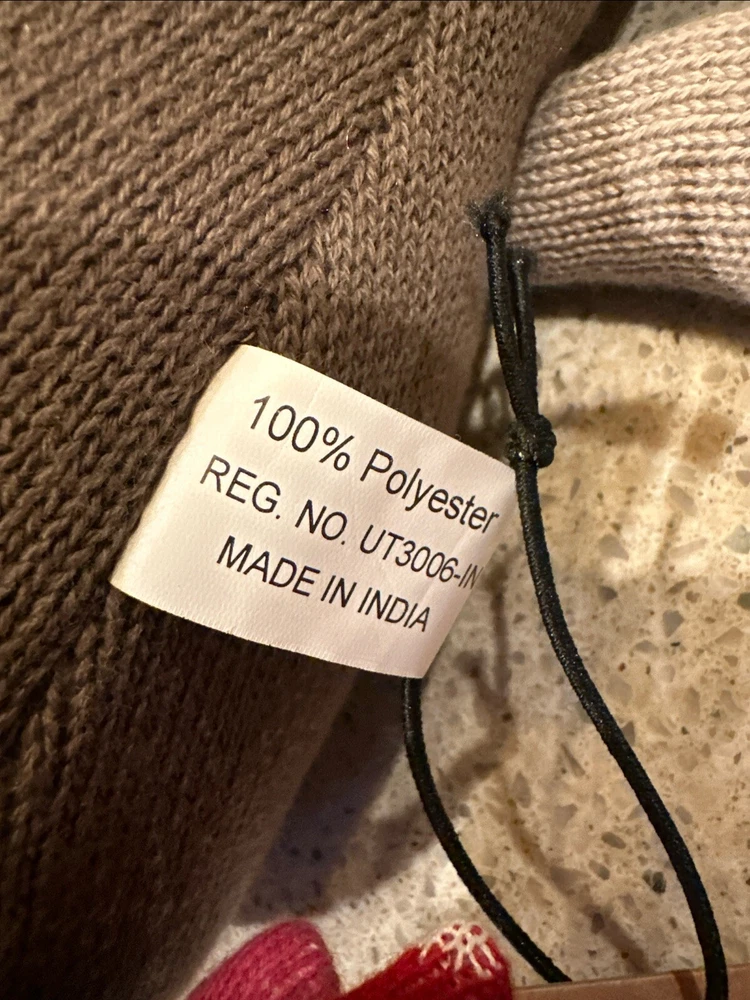 100% Polyester
REG. NO. UT3006-IN
MADE IN INDIA